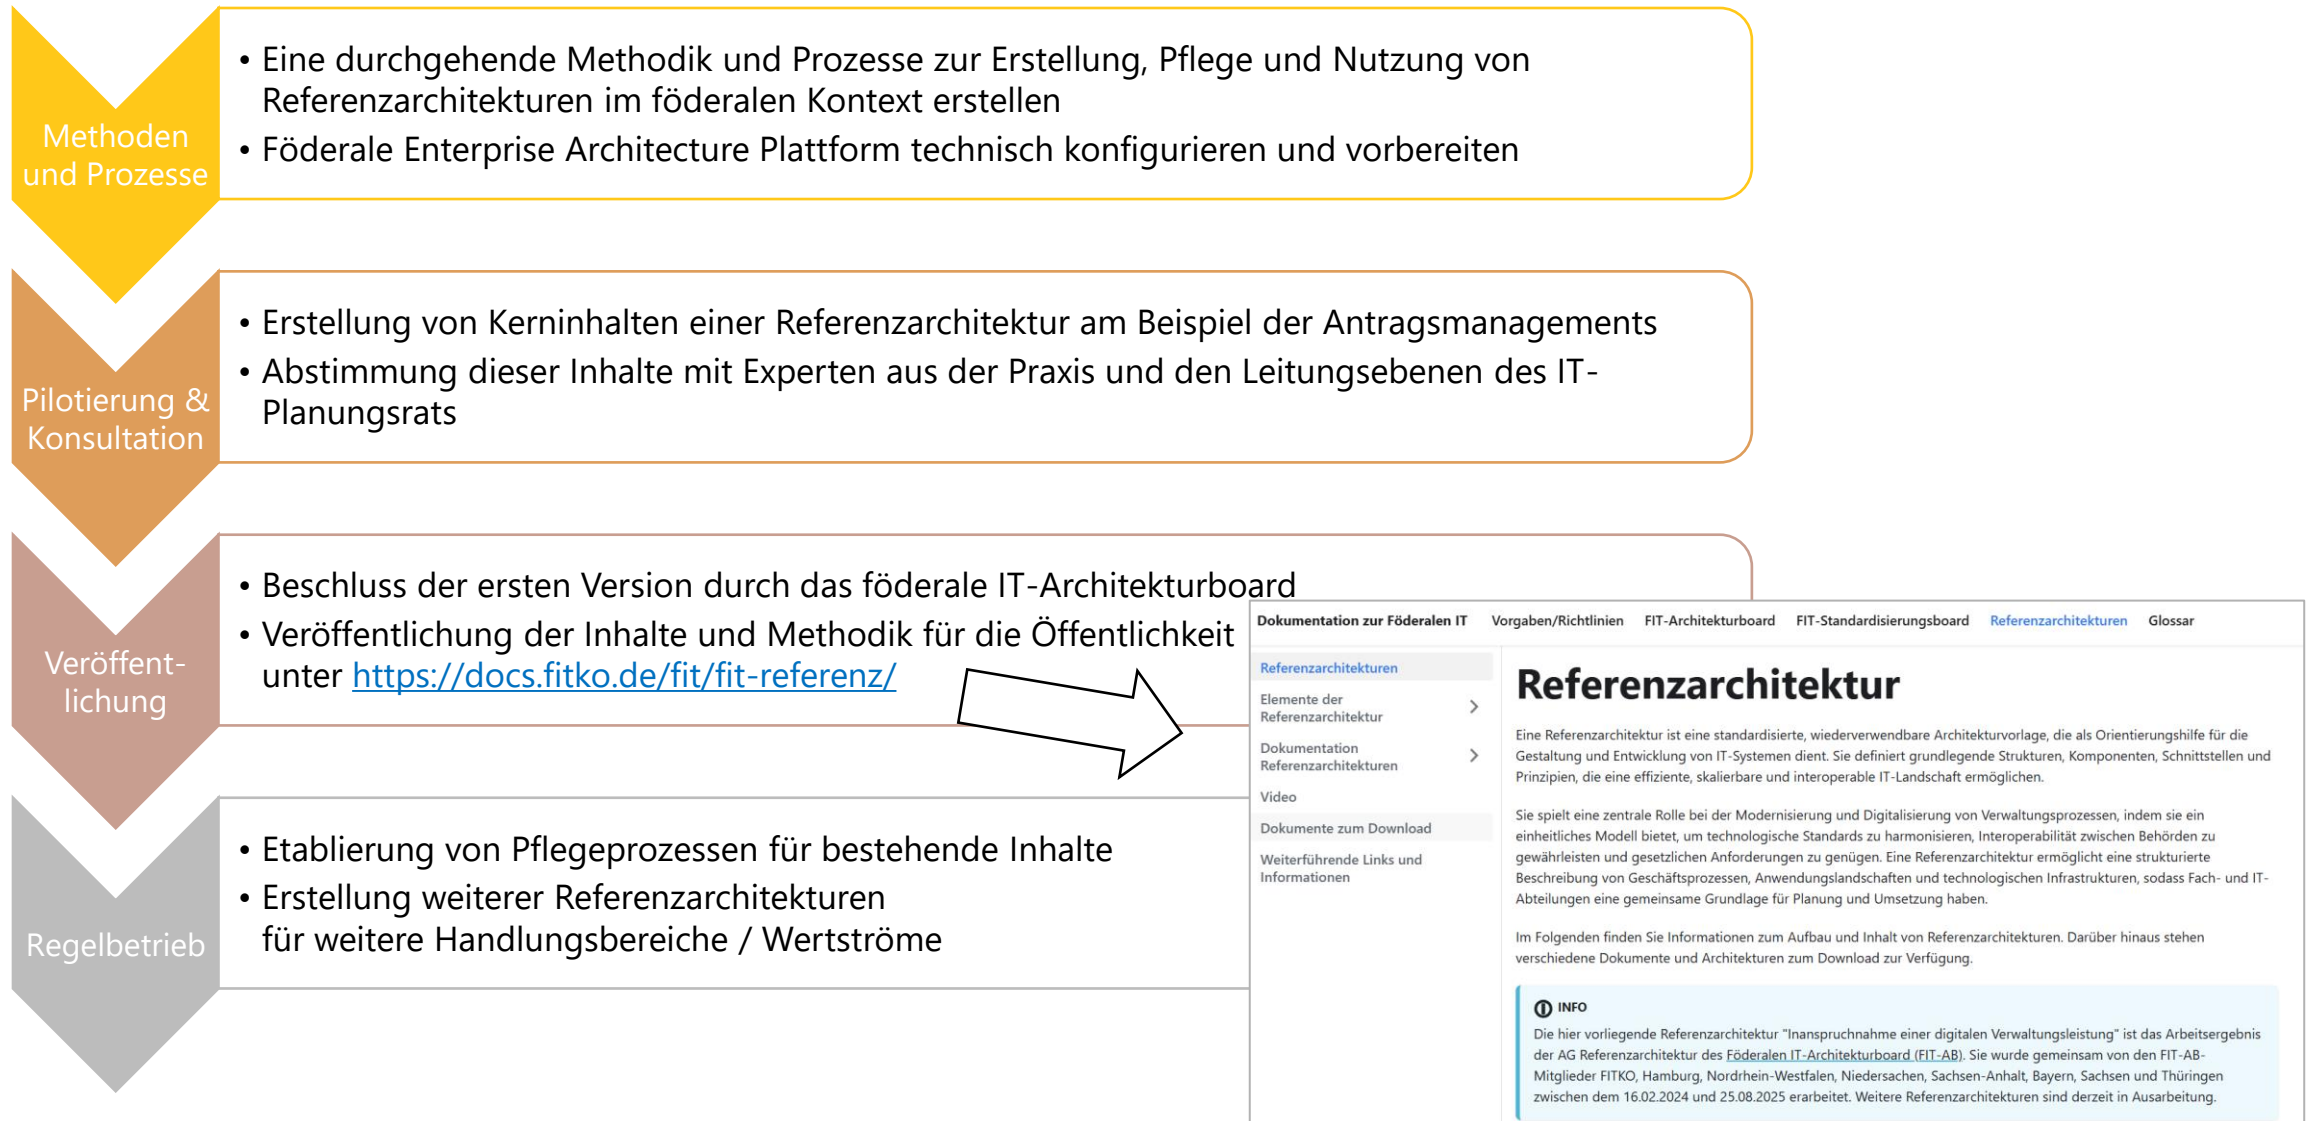 Methoden
und Prozesse
• Eine durchgehende Methodik und Prozesse zur Erstellung, Pflege und Nutzung von
Referenzarchitekturen im föderalen Kontext erstellen
• Föderale Enterprise Architecture Plattform technisch konfigurieren und vorbereiten
Pilotierung &
Konsultation
• Erstellung von Kerninhalten einer Referenzarchitektur am Beispiel der Antragsmanagements
• Abstimmung dieser Inhalte mit Experten aus der Praxis und den Leitungsebenen des IT-
Planungsrats
Veröffent-
lichung
• Beschluss der ersten Version durch das föderale IT-Architekturboard
• Veröffentlichung der Inhalte und Methodik für die Öffentlichkeit
unter https://docs.fitko.de/fit/fit-referenz/
Regelbetrieb
• Etablierung von Pflegeprozessen für bestehende Inhalte
• Erstellung weiterer Referenzarchitekturen
für weitere Handlungsbereiche / Wertströme
Dokumentation zur Föderalen IT Vorgaben/Richtlinien FIT-Architekturboard FIT-Standardisierungsboard Referenzarchitekturen Glossar
Referenzarchitekturen
Elemente der
Referenzarchitektur
Dokumentation
Referenzarchitekturen
Video
Dokumente zum Download
Weiterführende Links und
Informationen
Referenzarchitektur
Eine Referenzarchitektur ist eine standardisierte, wiederverwendbare Architekturvorlage, die als Orientierungshilfe für die
Gestaltung und Entwicklung von IT-Systemen dient. Sie definiert grundlegende Strukturen, Komponenten, Schnittstellen und
Prinzipien, die eine effiziente, skalierbare und interoperable IT-Landschaft ermöglichen.
Sie spielt eine zentrale Rolle bei der Modernisierung und Digitalisierung von Verwaltungsprozessen, indem sie ein
einheitliches Modell bietet, um technologische Standards zu harmonisieren, Interoperabilität zwischen Behörden zu
gewährleisten und gesetzlichen Anforderungen zu genügen. Eine Referenzarchitektur ermöglicht eine strukturierte
Beschreibung von Geschäftsprozessen, Anwendungslandschaften und technologischen Infrastrukturen, sodass Fach- und IT-
Abteilungen eine gemeinsame Grundlage für Planung und Umsetzung haben.
Im Folgenden finden Sie Informationen zum Aufbau und Inhalt von Referenzarchitekturen. Darüber hinaus stehen
verschiedene Dokumente und Architekturen zum Download zur Verfügung.
INFO
Die hier vorliegende Referenzarchitektur "Inanspruchnahme einer digitalen Verwaltungsleistung" ist das Arbeitsergebnis
der AG Referenzarchitektur des Föderalen IT-Architekturboard (FIT-AB). Sie wurde gemeinsam von den FIT-AB-
Mitglieder FITKO, Hamburg, Nordrhein-Westfalen, Niedersachen, Sachsen-Anhalt, Bayern, Sachsen und Thüringen
zwischen dem 16.02.2024 und 25.08.2025 erarbeitet. Weitere Referenzarchitekturen sind derzeit in Ausarbeitung.